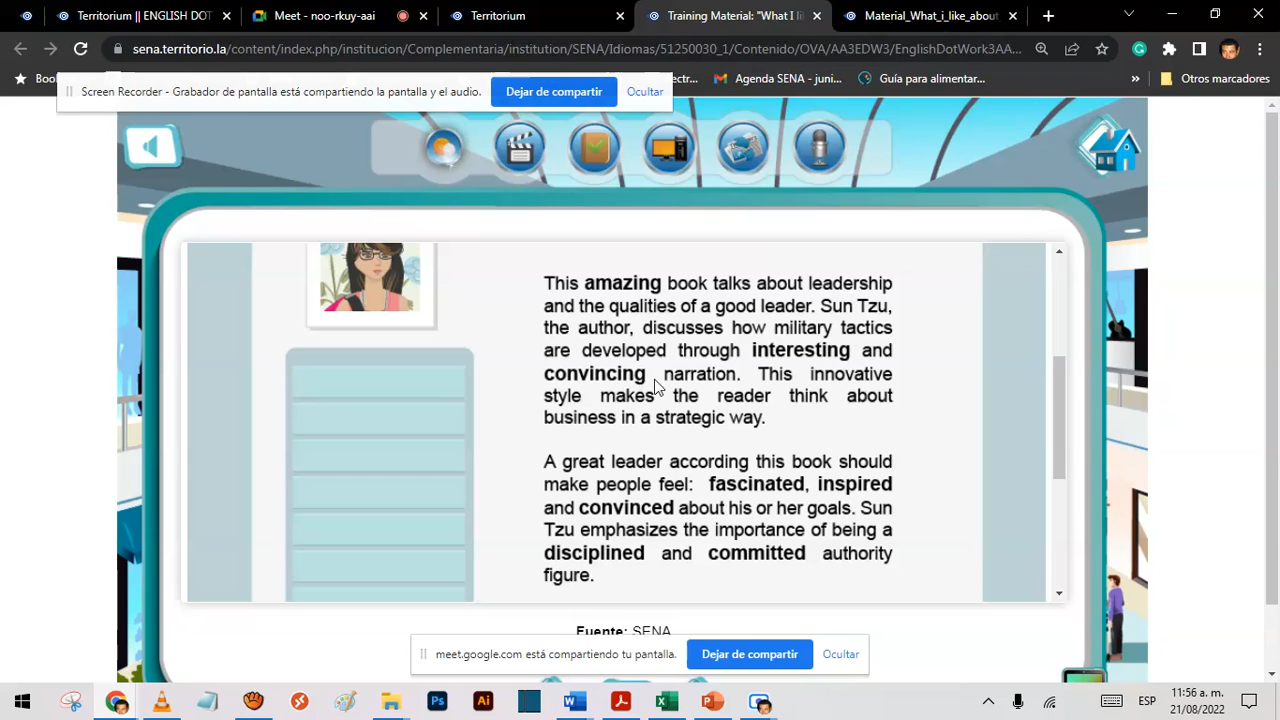 Territorium || ENGLISH DOT
Meet - noo-rkuy-aai
Territorium
Training Material: "What I li
Material_What_i_like_about
sena.territorio.la/content/index.php/institucion/Complementaria/institution/SENA/Idiomas/51250030_1/Contenido/OVA/AA3EDW3/EnglishDotWork3AA...
Book
ectr...
Agenda SENA - juni...
Guía para alimentar...
»
Otros marcadores
Screen Recorder - Grabador de pantalla está compartiendo la pantalla y el audio.
Dejar de compartir
Ocultar
This amazing book talks about leadership
and the qualities of a good leader. Sun Tzu,
the author, discusses how military tactics
are developed through interesting and
convincing narration. This innovative
style makes the reader think about
business in a strategic way.
A great leader according this book should
make people feel: fascinated, inspired
and convinced about his or her goals. Sun
Tzu emphasizes the importance of being a
disciplined and committed authority
figure.
Fuente: SENA
meet.google.com está compartiendo tu pantalla.
Dejar de compartir
Ocultar
Ps
Ai
ESP
11:56 a. m.
21/08/2022